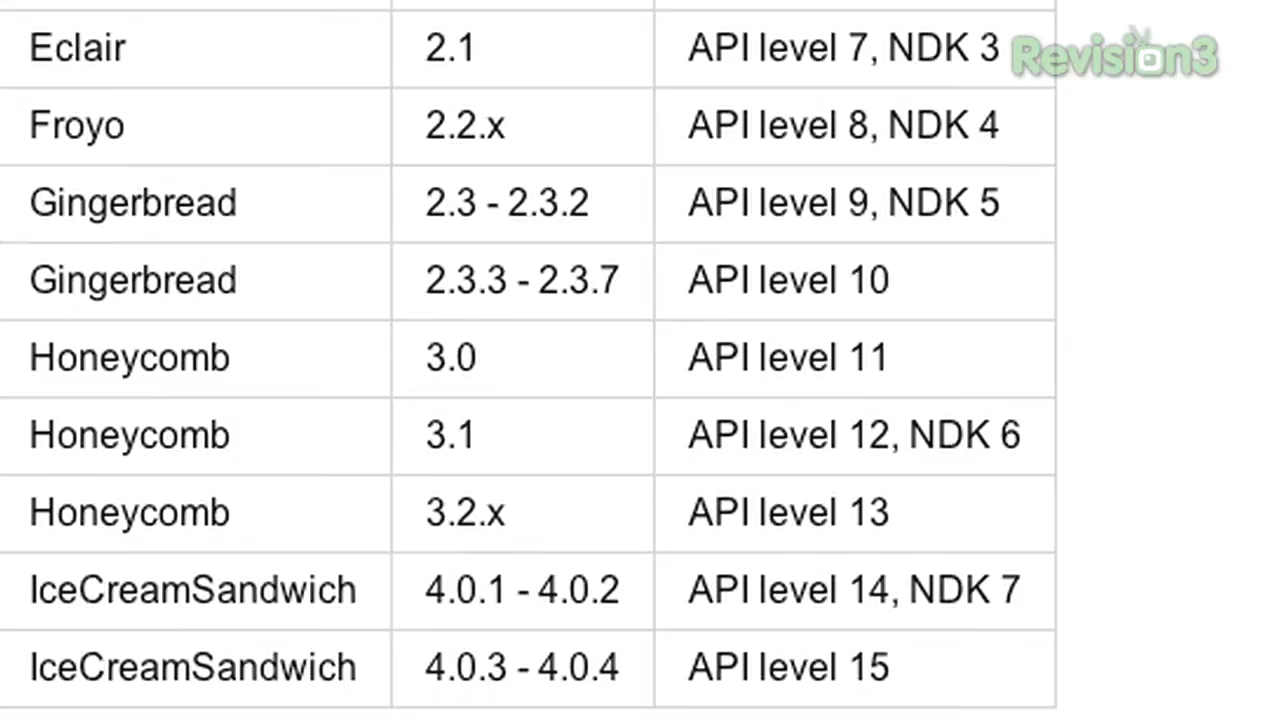 Eclair 2.1 API level 7, NDK 3
Revision3
Froyo 2.2.x API level 8, NDK 4
Gingerbread 2.3 - 2.3.2 API level 9, NDK 5
Gingerbread 2.3.3 - 2.3.7 API level 10
Honeycomb 3.0 API level 11
Honeycomb 3.1 API level 12, NDK 6
Honeycomb 3.2.x API level 13
IceCreamSandwich 4.0.1 - 4.0.2 API level 14, NDK 7
IceCreamSandwich 4.0.3 - 4.0.4 API level 15